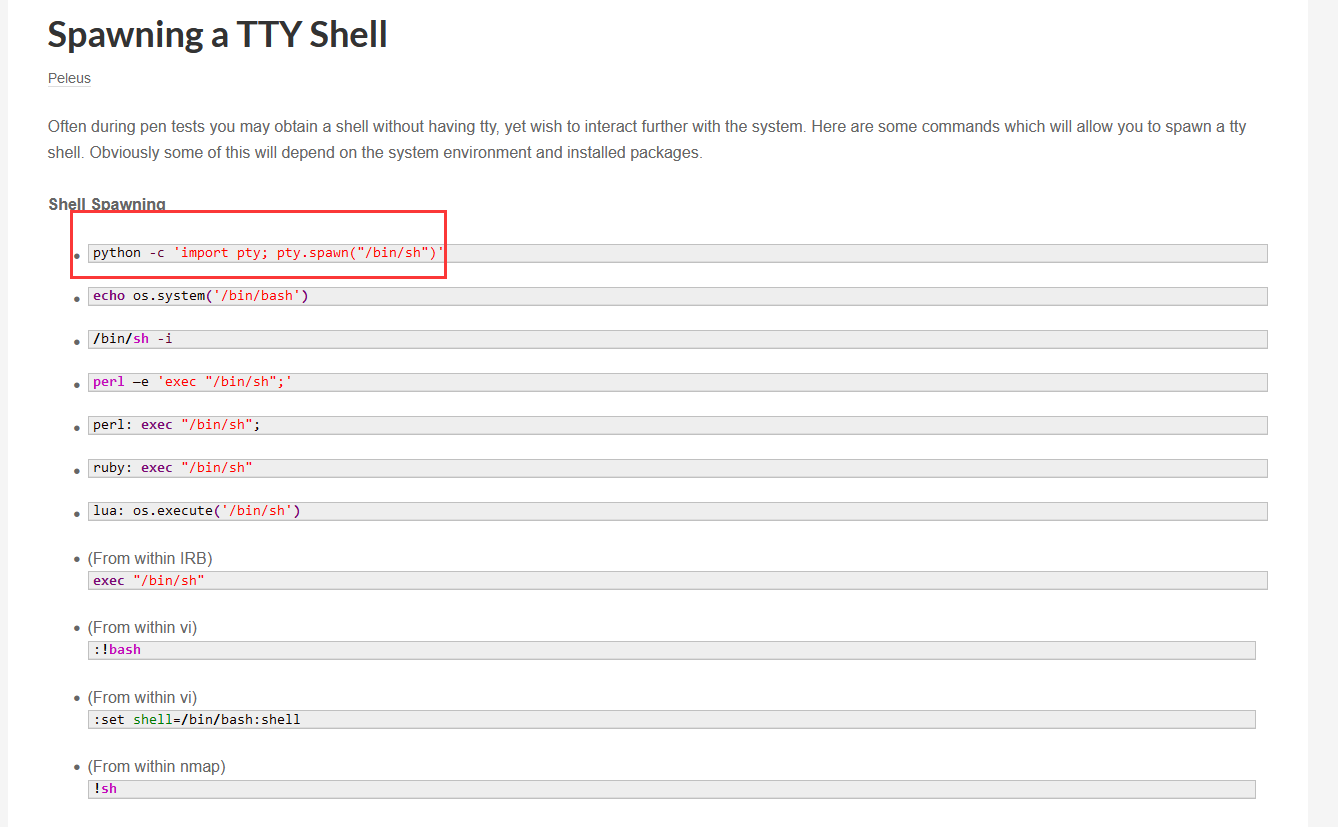 Spawning a TTY Shell
Peleus
Often during pen tests you may obtain a shell without having tty, yet wish to interact further with the system. Here are some commands which will allow you to spawn a tty
shell. Obviously some of this will depend on the system environment and installed packages.
Shell Spawning
python -c 'import pty; pty.spawn("/bin/sh")'
echo os.system('/bin/bash')
/bin/sh -i
perl —e 'exec "/bin/sh";'
perl: exec "/bin/sh";
ruby: exec "/bin/sh"
lua: os.execute('/bin/sh')
(From within IRB)
exec "/bin/sh"
(From within vi)
:!bash
(From within vi)
:set shell=/bin/bash:shell
(From within nmap)
!sh